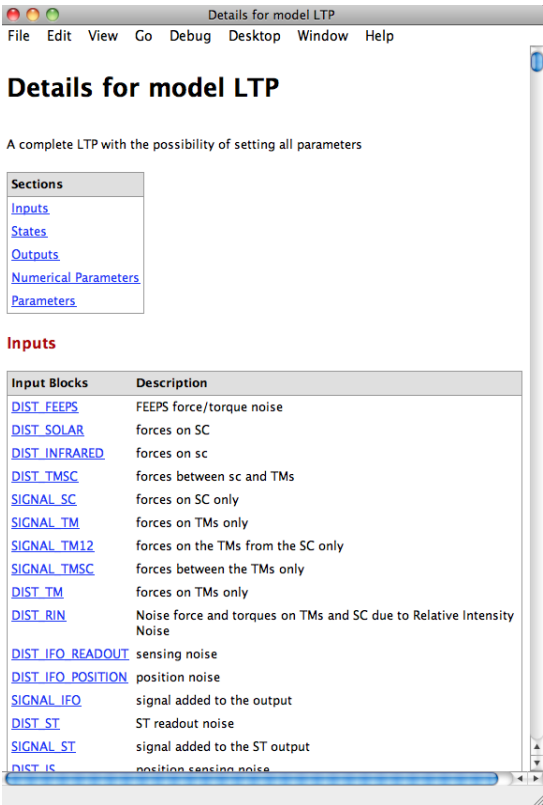 Details for model LTP
File Edit View Go Debug Desktop Window Help
Details for model LTP
A complete LTP with the possibility of setting all parameters
Sections
Inputs
States
Outputs
Numerical Parameters
Parameters
Inputs
Input Blocks Description
DIST_FEEPS FEEPS force/torque noise
DIST_SOLAR forces on SC
DIST_INFRARED forces on sc
DIST_TMSC forces between sc and TMs
SIGNAL_SC forces on SC only
SIGNAL_TM forces on TMs only
SIGNAL_TM12 forces on the TMs from the SC only
SIGNAL_TMSC forces between the TMs only
DIST_TM forces on TMs only
DIST_RIN Noise force and torques on TMs and SC due to Relative Intensity
Noise
DIST_IFO_READOUT sensing noise
DIST_IFO_POSITION position noise
SIGNAL_IFO signal added to the output
DIST_ST ST readout noise
SIGNAL_ST signal added to the ST output
DIST_IS position sensing noise